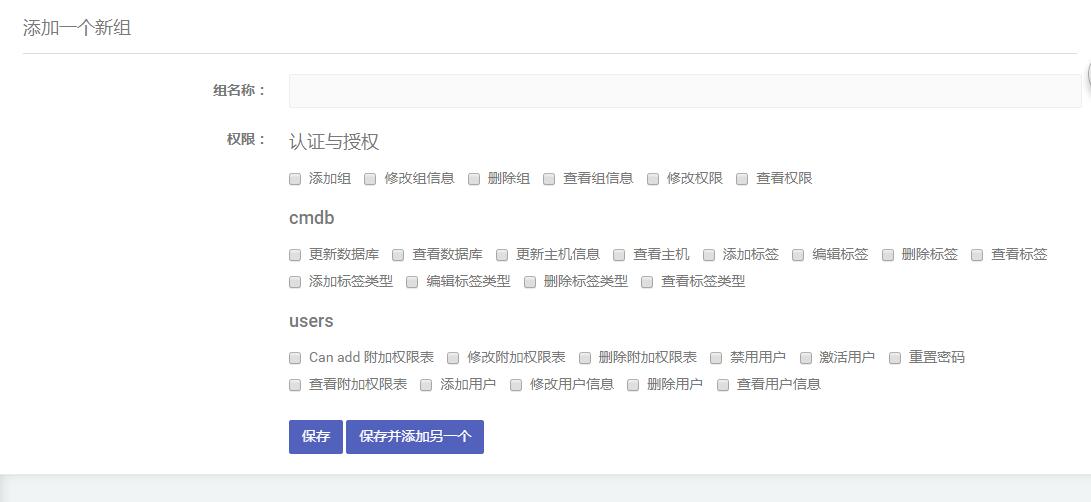 添加一个新组
组名称：
权限： 认证与授权
添加组 修改组信息 删除组 查看组信息 修改权限 查看权限
cmdb
更新数据库 查看数据库 更新主机信息 查看主机 添加标签 编辑标签 删除标签 查看标签
添加标签类型 编辑标签类型 删除标签类型 查看标签类型
users
Can add 附加权限表 修改附加权限表 删除附加权限表 禁用用户 激活用户 重置密码
查看附加权限表 添加用户 修改用户信息 删除用户 查看用户信息
保存 保存并添加另一个